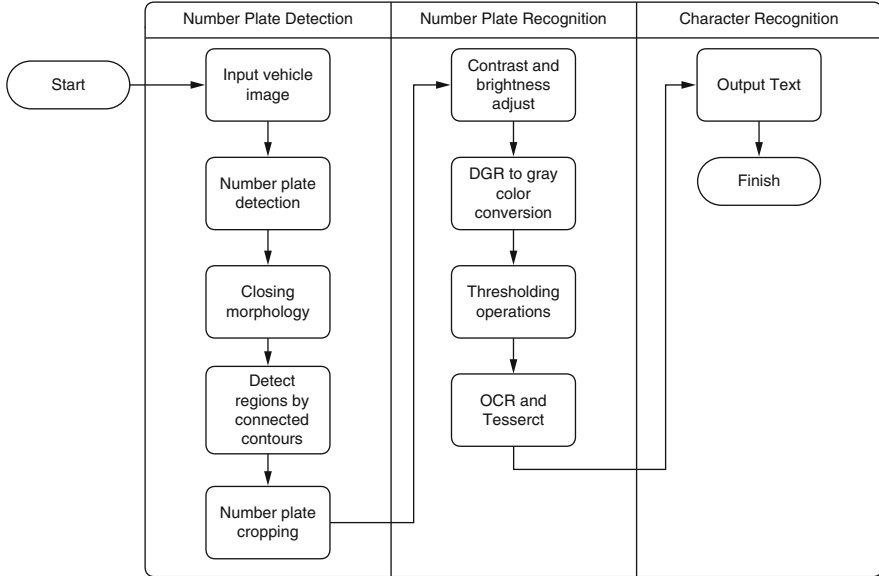 Number Plate Detection
Number Plate Recognition
Character Recognition
Start
Input vehicle
image
Number plate
detection
Closing
morphology
Detect
regions by
connected
contours
Number plate
cropping
Contrast and
brightness
adjust
DGR to gray
color
conversion
Thresholding
operations
OCR and
Tesserct
Output Text
Finish